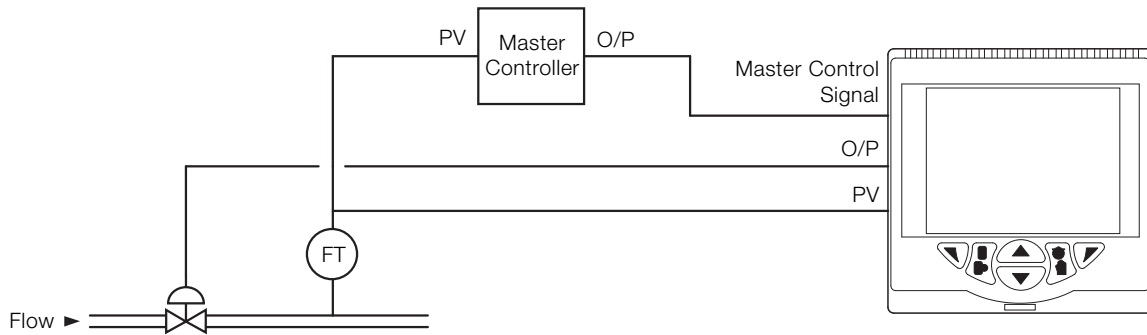 PV
Master
Controller
O/P
Master Control
Signal
O/P
PV
FT
Flow ►